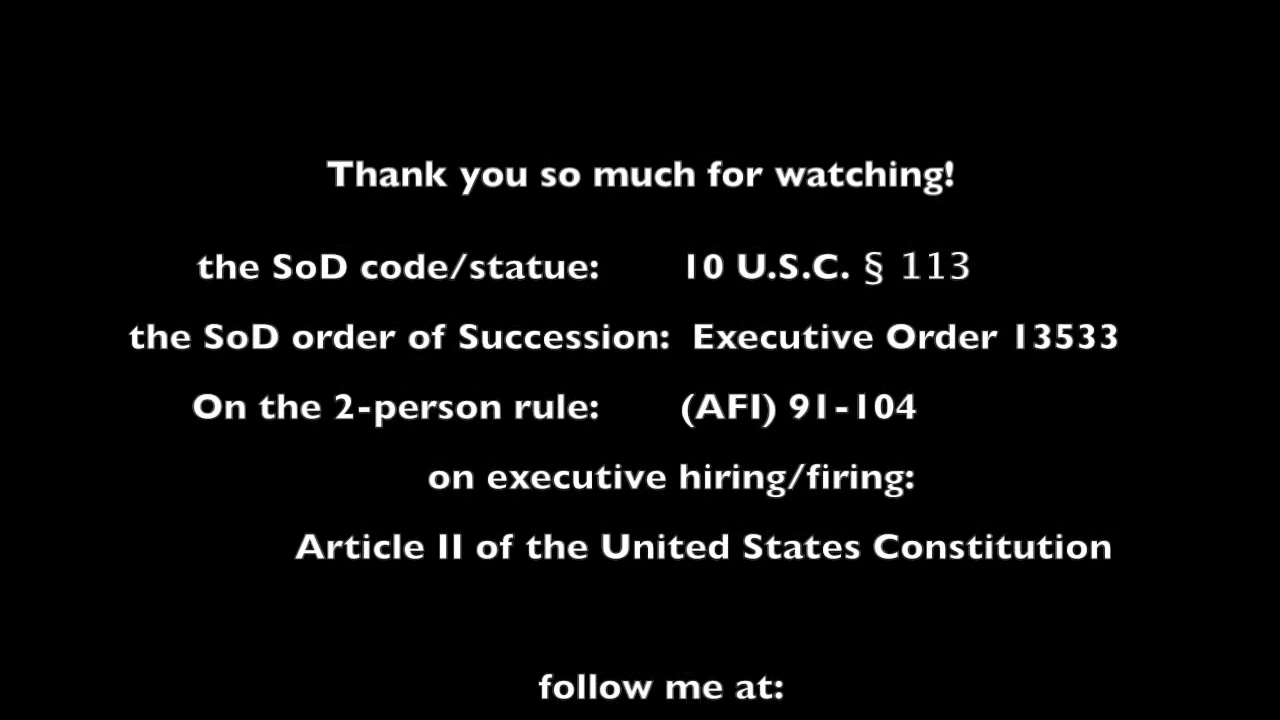 Thank you so much for watching!
the SoD code/statue: 10 U.S.C. § 113
the SoD order of Succession: Executive Order 13533
On the 2-person rule: (AFI) 91-104
on executive hiring/firing:
Article II of the United States Constitution
follow me at: